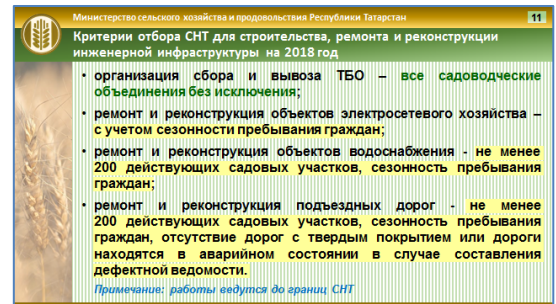 Министерство сельского хозяйства и продовольствия Республики Татарстан
11
Критерии отбора СНТ для строительства, ремонта и реконструкции
инженерной инфраструктуры на 2018 год
• организация сбора и вывоза ТБО – все садоводческие
объединения без исключения;
• ремонт и реконструкция объектов электросетевого хозяйства –
с учетом сезонности пребывания граждан;
• ремонт и реконструкция объектов водоснабжения - не менее
200 действующих садовых участков, сезонность пребывания
граждан;
• ремонт и реконструкция подъездных дорог - не менее
200 действующих садовых участков, сезонность пребывания
граждан, отсутствие дорог с твердым покрытием или дороги
находятся в аварийном состоянии в случае составления
дефектной ведомости.
Примечание: работы ведутся до границ СНТ